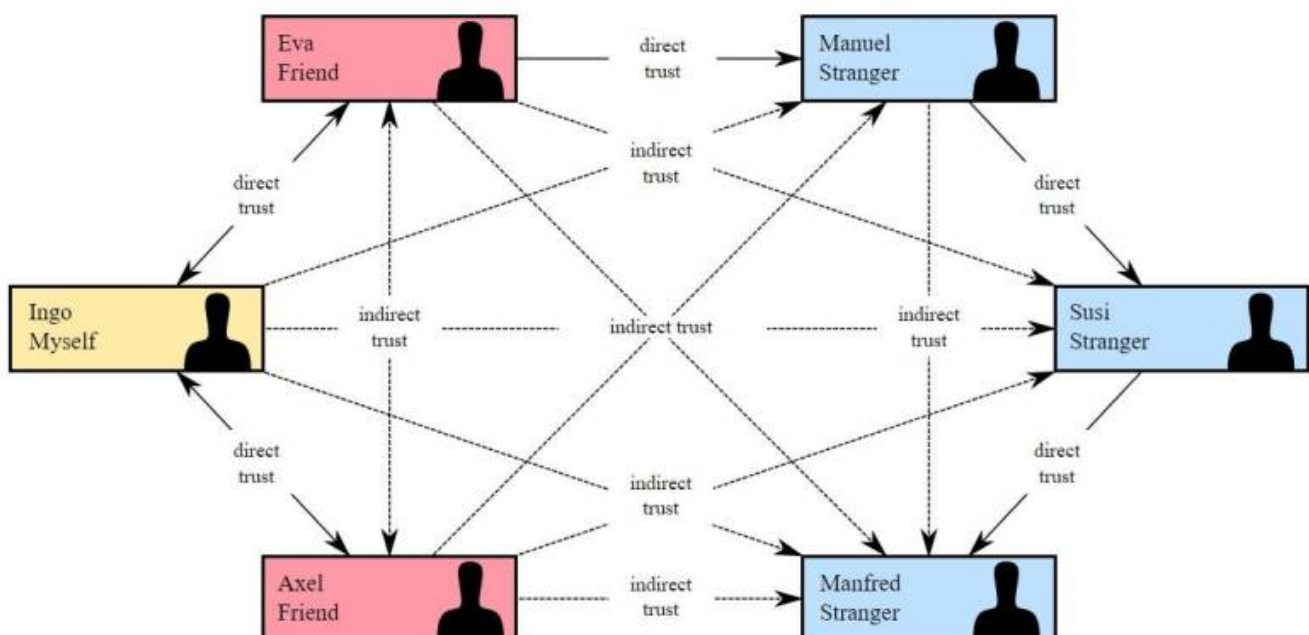 Eva
Friend
direct
trust
Manuel
Stranger
indirect
trust
direct
trust
direct
trust
Ingo
Myself
indirect
trust
indirect trust
indirect
trust
Susi
Stranger
direct
trust
indirect
trust
direct
trust
Axel
Friend
indirect
trust
Manfred
Stranger